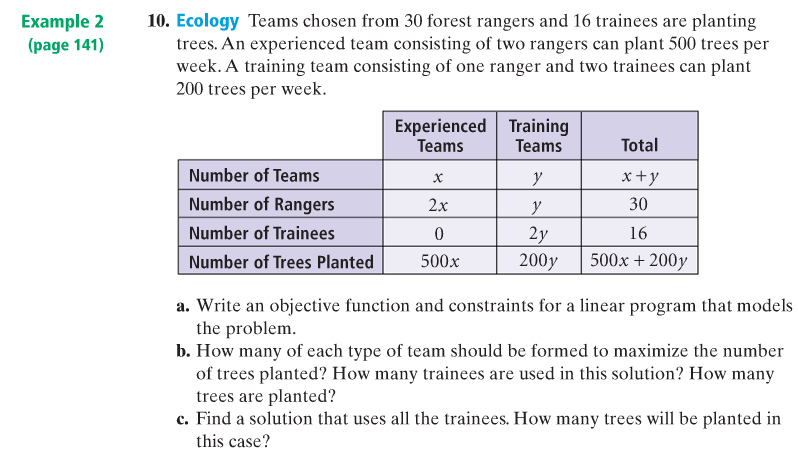 Example 2
(page 141)
10. Ecology Teams chosen from 30 forest rangers and 16 trainees are planting
trees. An experienced team consisting of two rangers can plant 500 trees per
week. A training team consisting of one ranger and two trainees can plant
200 trees per week.
Experienced Teams Training Teams Total
Number of Teams x y x + y
Number of Rangers 2x y 30
Number of Trainees 0 2y 16
Number of Trees Planted 500x 200y 500x + 200y
a. Write an objective function and constraints for a linear program that models
the problem.
b. How many of each type of team should be formed to maximize the number
of trees planted? How many trainees are used in this solution? How many
trees are planted?
c. Find a solution that uses all the trainees. How many trees will be planted in
this case?